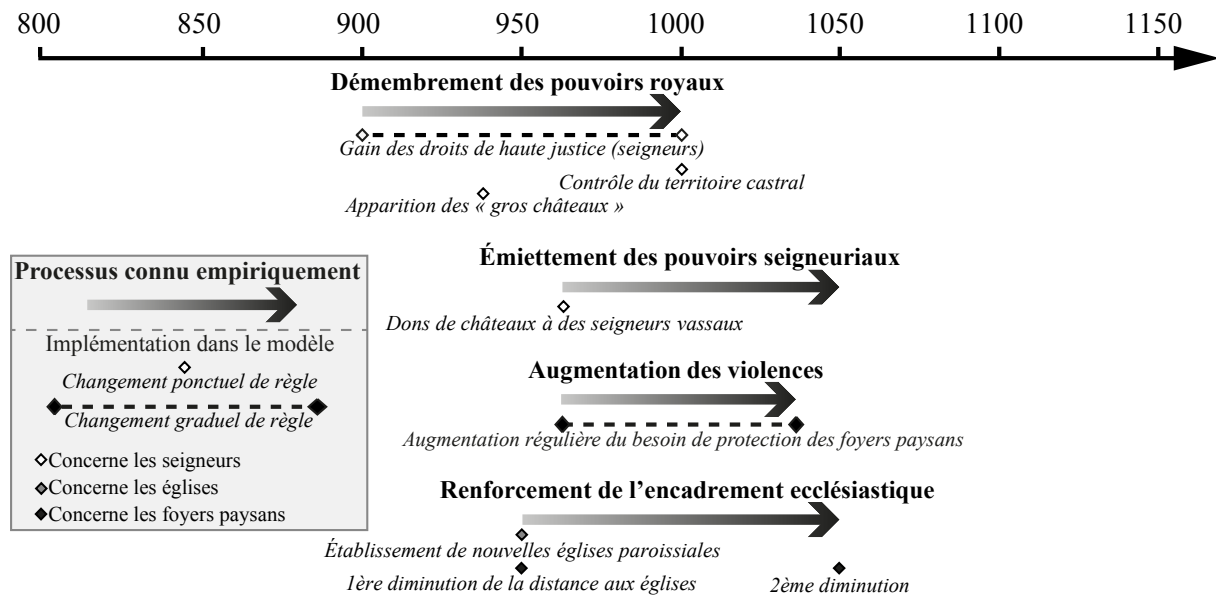 800 850 900 950 1000 1050 1100 1150
Démembrement des pouvoirs royaux
Gain des droits de haute justice (seigneurs)
Contrôle du territoire castral
Apparition des « gros châteaux »
Émiettement des pouvoirs seigneuriaux
Dons de châteaux à des seigneurs vassaux
Augmentation des violences
Augmentation régulière du besoin de protection des foyers paysans
Renforcement de l’encadrement ecclésiastique
Établissement de nouvelles églises paroissiales
1ère diminution de la distance aux églises
2ème diminution
Processus connu empiriquement
Implémentation dans le modèle
Changement ponctuel de règle
Changement graduel de règle
Concerne les seigneurs
Concerne les églises
Concerne les foyers paysans